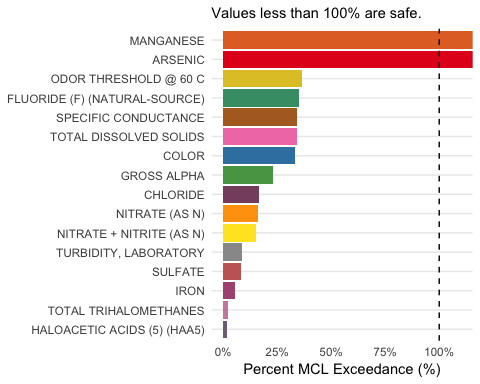 Values less than 100% are safe.
MANGANESE
ARSENIC
ODOR THRESHOLD @ 60 C
FLUORIDE (F) (NATURAL-SOURCE)
SPECIFIC CONDUCTANCE
TOTAL DISSOLVED SOLIDS
COLOR
GROSS ALPHA
CHLORIDE
NITRATE (AS N)
NITRATE + NITRITE (AS N)
TURBIDITY, LABORATORY
SULFATE
IRON
TOTAL TRIHALOMETHANES
HALOACETIC ACIDS (5) (HAA5)
0% 25% 50% 75% 100%
Percent MCL Exceedance (%)